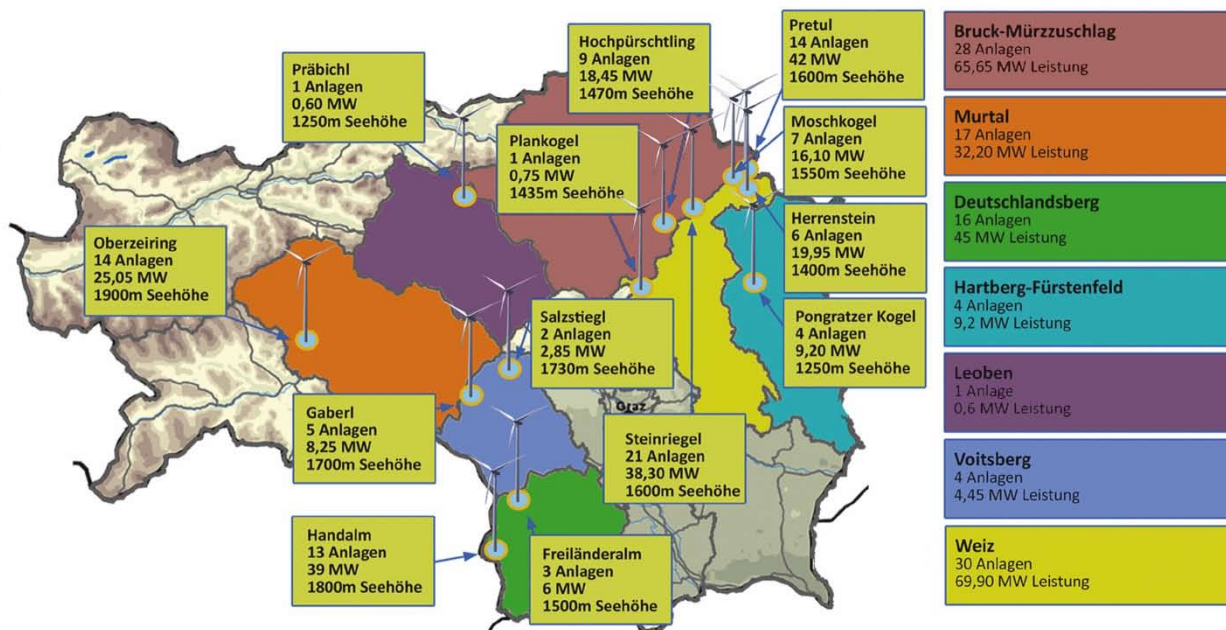 Präbichl
1 Anlagen
0,60 MW
1250m Seehöhe
Hochpürschtling
9 Anlagen
18,45 MW
1470m Seehöhe
Pretul
14 Anlagen
42 MW
1600m Seehöhe
Plankogel
1 Anlagen
0,75 MW
1435m Seehöhe
Moschkogel
7 Anlagen
16,10 MW
1550m Seehöhe
Oberzeiring
14 Anlagen
25,05 MW
1900m Seehöhe
Herrenstein
6 Anlagen
19,95 MW
1400m Seehöhe
Salzstiegl
2 Anlagen
2,85 MW
1730m Seehöhe
Pongratzer Kogel
4 Anlagen
9,20 MW
1250m Seehöhe
Gaberl
5 Anlagen
8,25 MW
1700m Seehöhe
Graz
Steinriegel
21 Anlagen
38,30 MW
1600m Seehöhe
Handalm
13 Anlagen
39 MW
1800m Seehöhe
Freiländeralm
3 Anlagen
6 MW
1500m Seehöhe
Bruck-Mürzzuschlag
28 Anlagen
65,65 MW Leistung
Murtal
17 Anlagen
32,20 MW Leistung
Deutschlandsberg
16 Anlagen
45 MW Leistung
Hartberg-Fürstenfeld
4 Anlagen
9,2 MW Leistung
Leoben
1 Anlage
0,6 MW Leistung
Voitsberg
4 Anlagen
4,45 MW Leistung
Weiz
30 Anlagen
69,90 MW Leistung